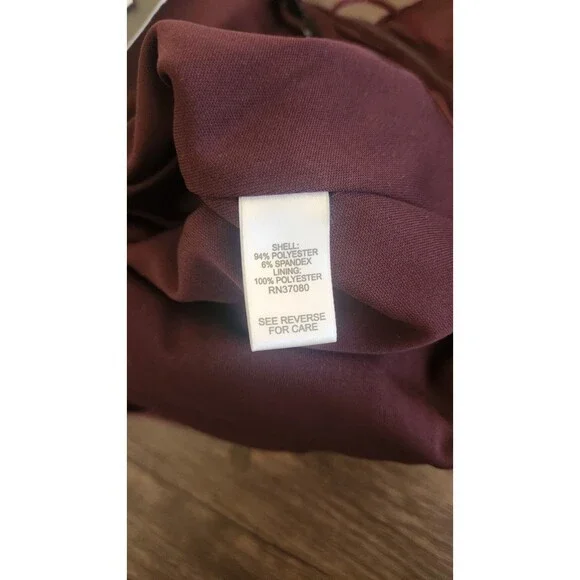 SHELL:
94% POLYESTER
6% SPANDEX
LINING:
100% POLYESTER
RN37080
SEE REVERSE
FOR CARE